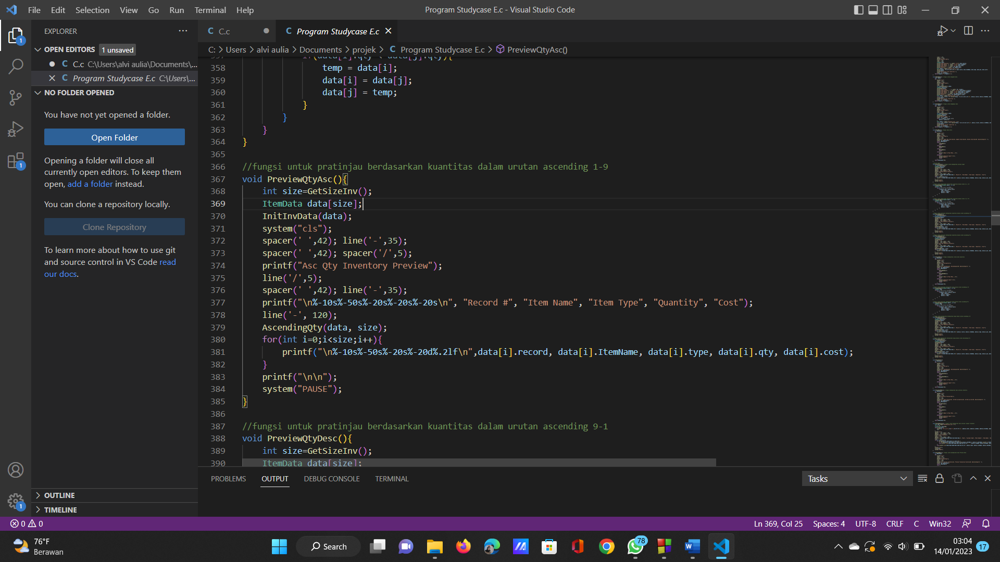 File Edit Selection View Go Run Terminal Help
Program Studycase E.c - Visual Studio Code
EXPLORER
OPEN EDITORS 1 unsaved
C C.c C:\Users\alvi aulia\Documents\...
C Program Studycase E.c C:\Users\...
NO FOLDER OPENED
You have not yet opened a folder.
Open Folder
Opening a folder will close all
currently open editors. To keep them
open, add a folder instead.
You can clone a repository locally.
Clone Repository
To learn more about how to use git
and source control in VS Code read
our docs.
OUTLINE
TIMELINE
C C.c
C Program Studycase E.c
C: > Users > alvi aulia > Documents > projek > C Program Studycase E.c > PreviewQtyAsc()
357 if(data[i].qty < data[j].qty){
358 temp = data[i];
359 data[i] = data[j];
360 data[j] = temp;
361 }
362 }
363 }
364 }
365
366 //fungsi untuk pratinjau berdasarkan kuantitas dalam urutan ascending 1-9
367 void PreviewQtyAsc(){
368 int size=GetSizeInv();
369 ItemData data[size];
370 InitInvData(data);
371 system("cls");
372 spacer(' ',42); line('-',35);
373 spacer(' ',42); spacer('/',5);
374 printf("Asc Qty Inventory Preview");
375 line('/',5);
376 spacer(' ',42); line('-',35);
377 printf("\n%-10s%-50s%-20s%-20s%-20s\n", "Record #", "Item Name", "Item Type", "Quantity", "Cost");
378 line('-', 120);
379 AscendingQty(data, size);
380 for(int i=0;i<size;i++){
381 printf("\n%-10s%-50s%-20s%-20d%.2lf\n",data[i].record, data[i].ItemName, data[i].type, data[i].qty, data[i].cost);
382 }
383 printf("\n\n");
384 system("PAUSE");
385 }
386
387 //fungsi untuk pratinjau berdasarkan kuantitas dalam urutan ascending 9-1
388 void PreviewQtyDesc(){
389 int size=GetSizeInv();
390 ItemData data[size];
PROBLEMS OUTPUT DEBUG CONSOLE TERMINAL
Tasks
0 0
Ln 369, Col 25 Spaces: 4 UTF-8 CRLF C Win32
76°F
Berawan
Search
78
03:04
14/01/2023
17